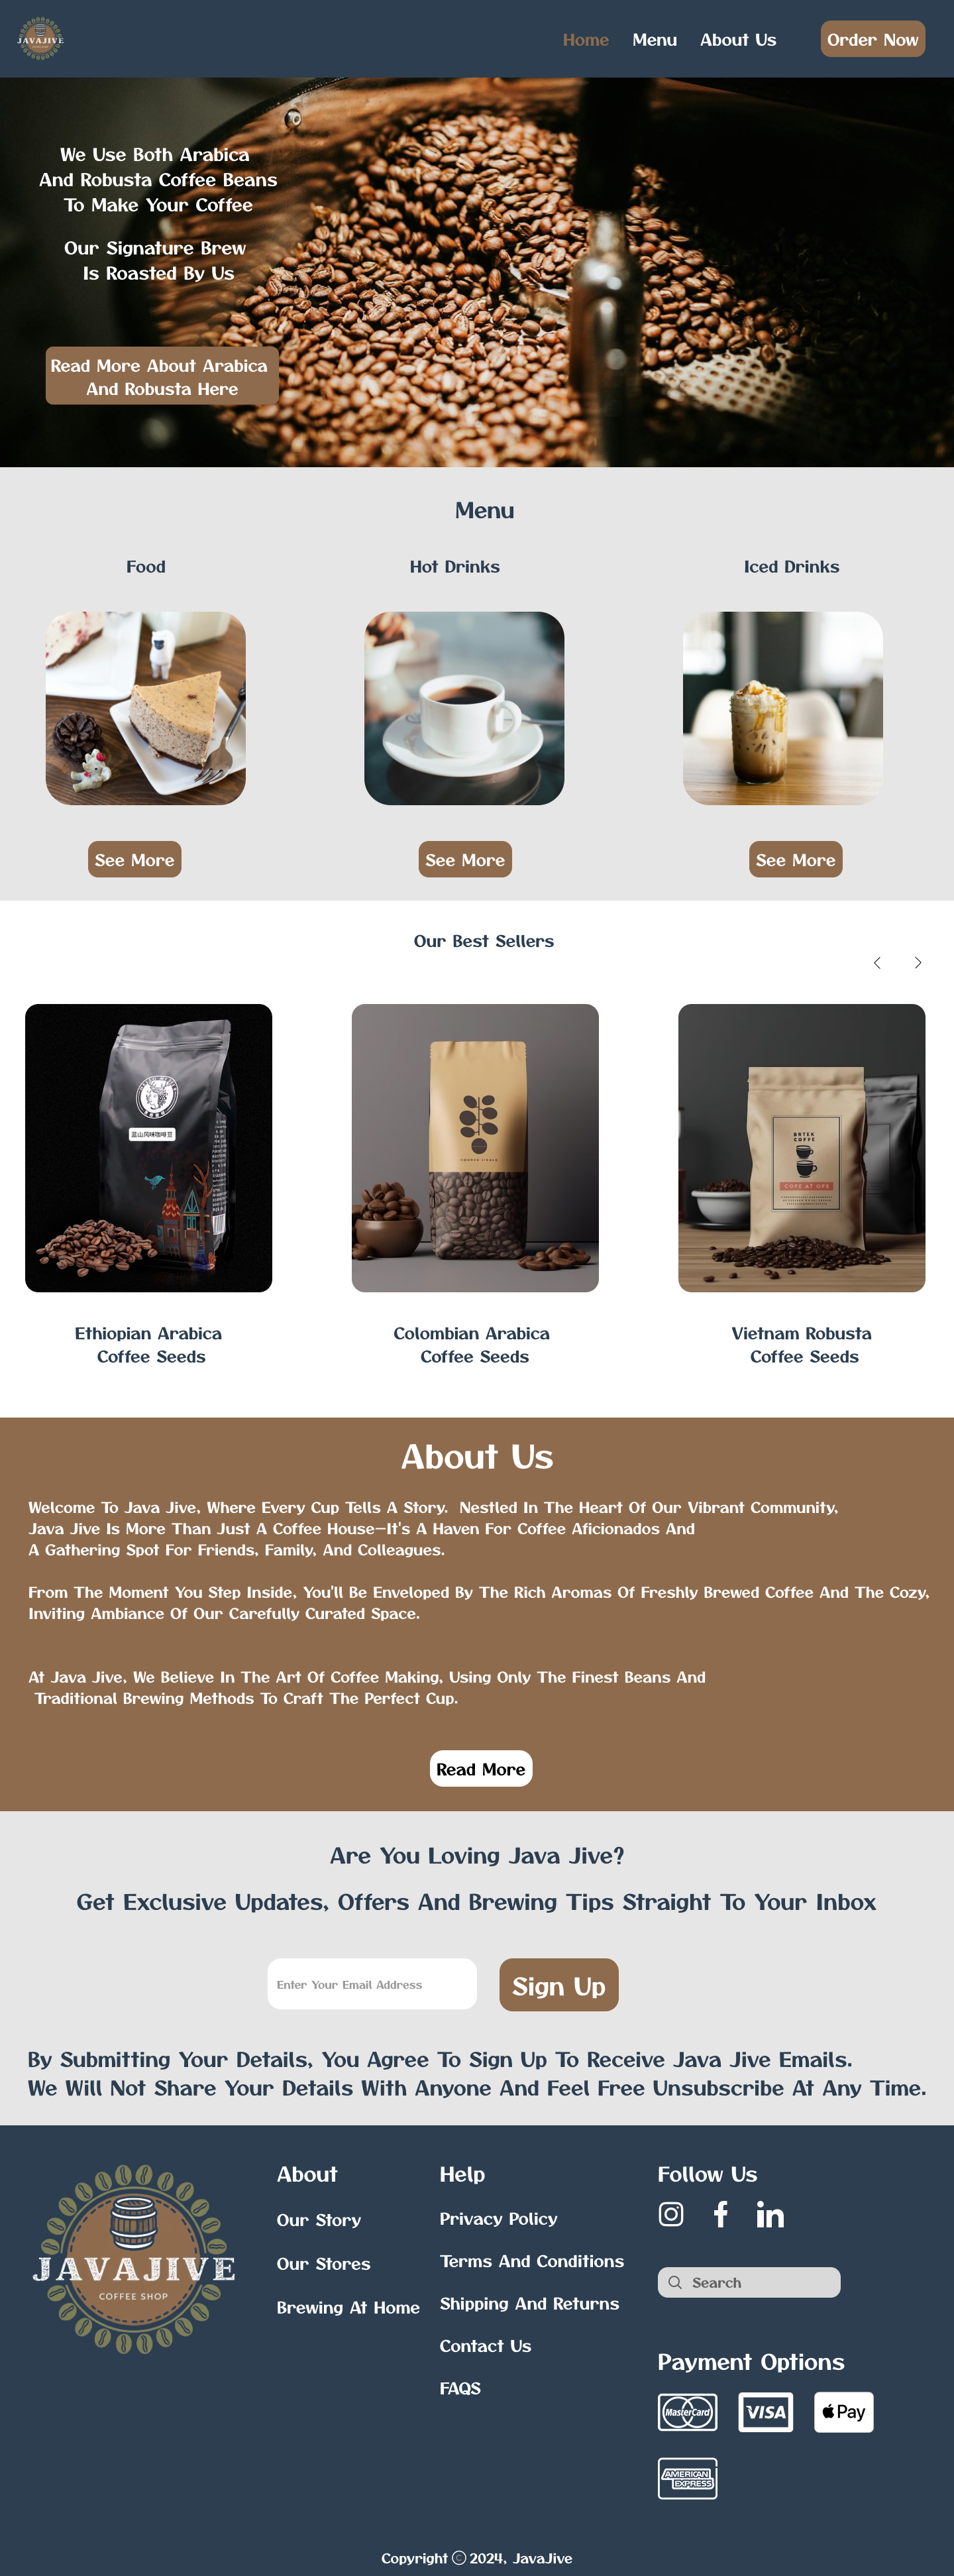 JAVAJIVE
Home
Menu
About Us
Order Now
We Use Both Arabica
And Robusta Coffee Beans
To Make Your Coffee
Our Signature Brew
Is Roasted By Us
Read More About Arabica
And Robusta Here
Menu
Food
Hot Drinks
Iced Drinks
See More
See More
See More
Our Best Sellers
蓝山风味咖啡豆
BRTEK
COFFE
COPE AT OPE
Ethiopian Arabica
Coffee Seeds
Colombian Arabica
Coffee Seeds
Vietnam Robusta
Coffee Seeds
About Us
Welcome To Java Jive, Where Every Cup Tells A Story. Nestled In The Heart Of Our Vibrant Community,
Java Jive Is More Than Just A Coffee House—It's A Haven For Coffee Aficionados And
A Gathering Spot For Friends, Family, And Colleagues.
From The Moment You Step Inside, You'll Be Enveloped By The Rich Aromas Of Freshly Brewed Coffee And The Cozy,
Inviting Ambiance Of Our Carefully Curated Space.
At Java Jive, We Believe In The Art Of Coffee Making, Using Only The Finest Beans And
Traditional Brewing Methods To Craft The Perfect Cup.
Read More
Are You Loving Java Jive?
Get Exclusive Updates, Offers And Brewing Tips Straight To Your Inbox
Enter Your Email Address
Sign Up
By Submitting Your Details, You Agree To Sign Up To Receive Java Jive Emails.
We Will Not Share Your Details With Anyone And Feel Free Unsubscribe At Any Time.
JAVAJIVE
COFFEE SHOP
About
Our Story
Our Stores
Brewing At Home
Help
Privacy Policy
Terms And Conditions
Shipping And Returns
Contact Us
FAQS
Follow Us
Search
Payment Options
MasterCard
VISA
Pay
AMERICAN
EXPRESS
Copyright © 2024, JavaJive